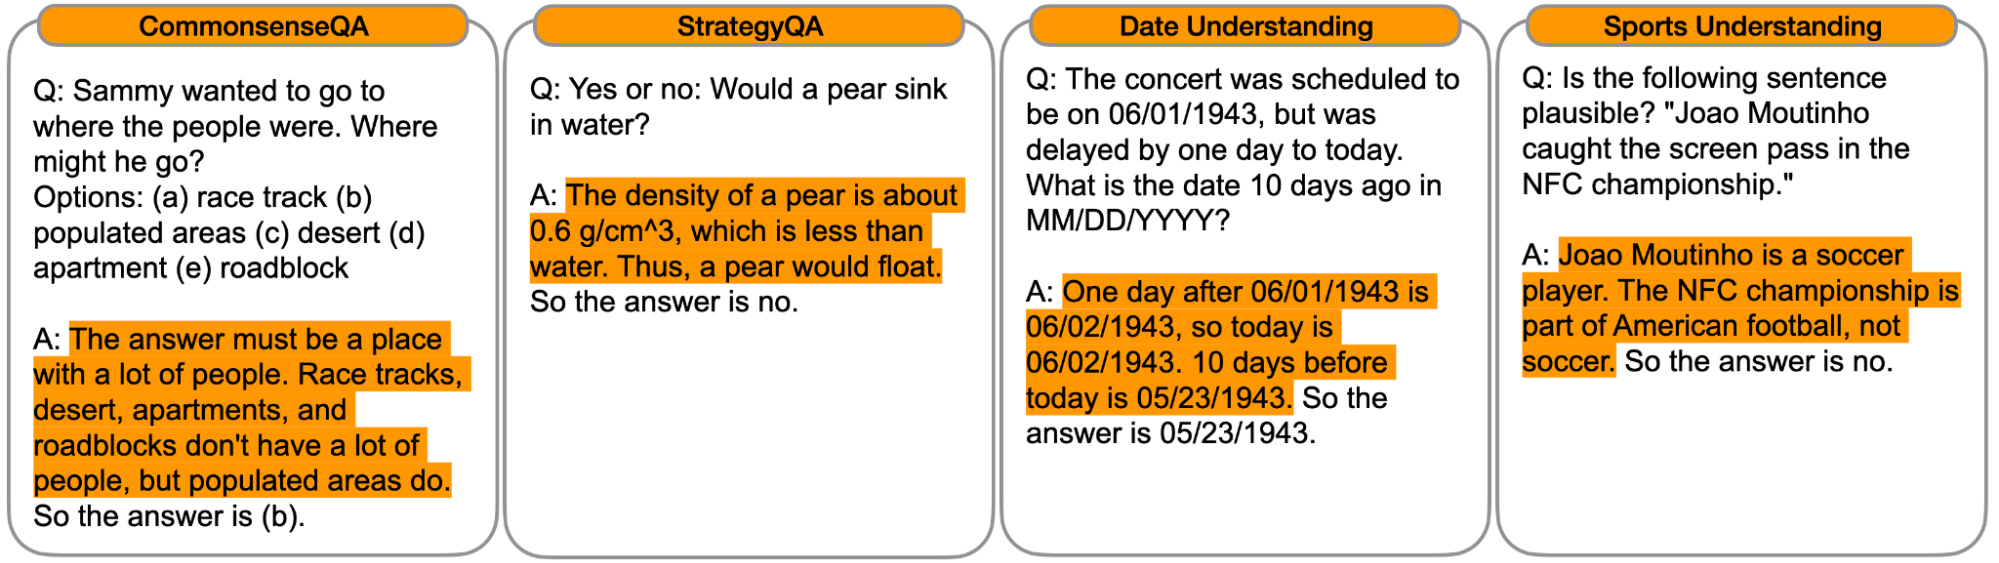 CommonsenseQA
Q: Sammy wanted to go to
where the people were. Where
might he go?
Options: (a) race track (b)
populated areas (c) desert (d)
apartment (e) roadblock
A: The answer must be a place
with a lot of people. Race tracks,
desert, apartments, and
roadblocks don't have a lot of
people, but populated areas do.
So the answer is (b).
StrategyQA
Q: Yes or no: Would a pear sink
in water?
A: The density of a pear is about
0.6 g/cm^3, which is less than
water. Thus, a pear would float.
So the answer is no.
Date Understanding
Q: The concert was scheduled to
be on 06/01/1943, but was
delayed by one day to today.
What is the date 10 days ago in
MM/DD/YYYY?
A: One day after 06/01/1943 is
06/02/1943, so today is
06/02/1943. 10 days before
today is 05/23/1943. So the
answer is 05/23/1943.
Sports Understanding
Q: Is the following sentence
plausible? "Joao Moutinho
caught the screen pass in the
NFC championship."
A: Joao Moutinho is a soccer
player. The NFC championship is
part of American football, not
soccer. So the answer is no.